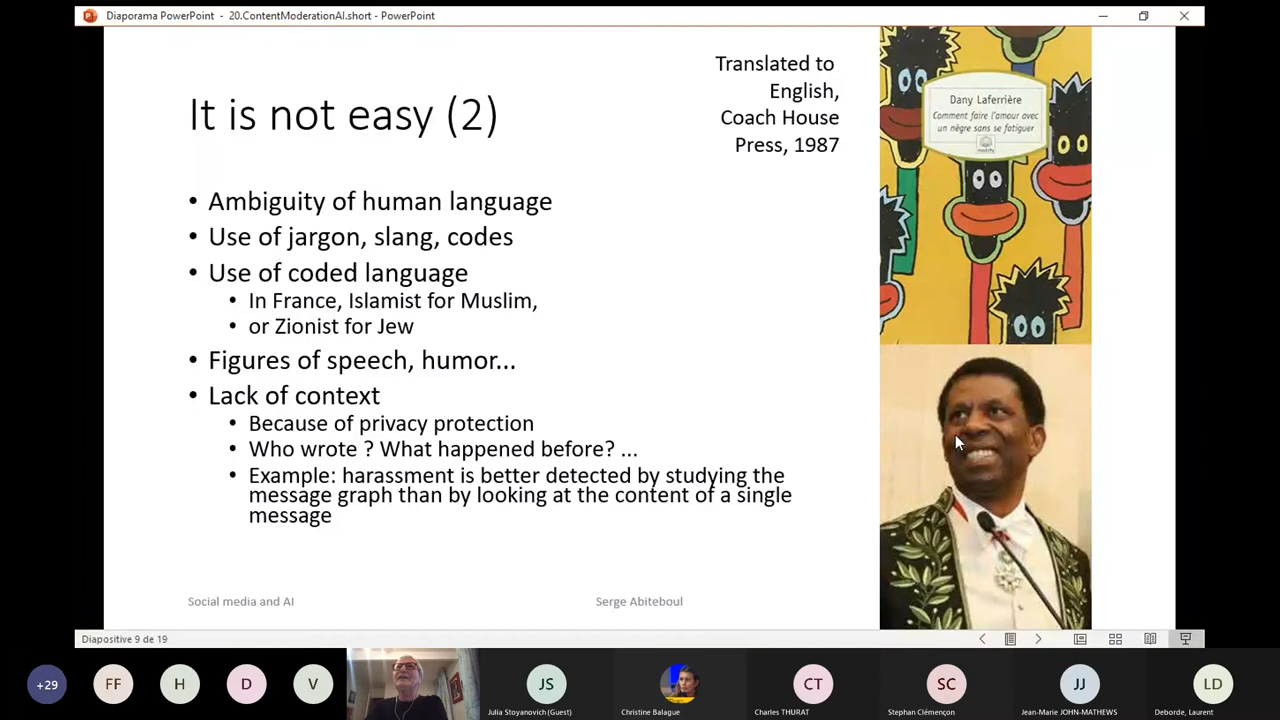 Diaporama PowerPoint - 20.ContentModerationAI.short - PowerPoint
It is not easy (2)
Translated to
English,
Coach House
Press, 1987
Dany Laferrière
Comment faire l'amour avec
un nègre sans se fatiguer
• Ambiguity of human language
• Use of jargon, slang, codes
• Use of coded language
• In France, Islamist for Muslim,
• or Zionist for Jew
• Figures of speech, humor...
• Lack of context
• Because of privacy protection
• Who wrote ? What happened before? ...
• Example: harassment is better detected by studying the
message graph than by looking at the content of a single
message
Social media and AI
Serge Abiteboul
Diapositive 9 de 19
+29
FF
H
D
V
JS
Julia Stoyanovich (Guest)
Christine Balague
CT
Charles THURAT
SC
Stephan Clémençon
JJ
Jean-Marie JOHN-MATHEWS
LD
Deborde, Laurent